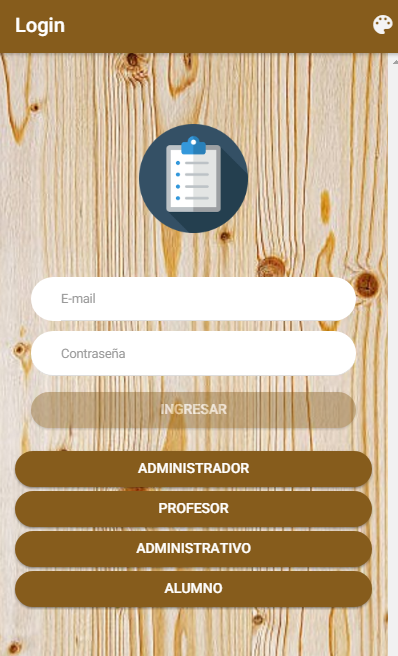 Login
E-mail
Contraseña
INGRESAR
ADMINISTRADOR
PROFESOR
ADMINISTRATIVO
ALUMNO